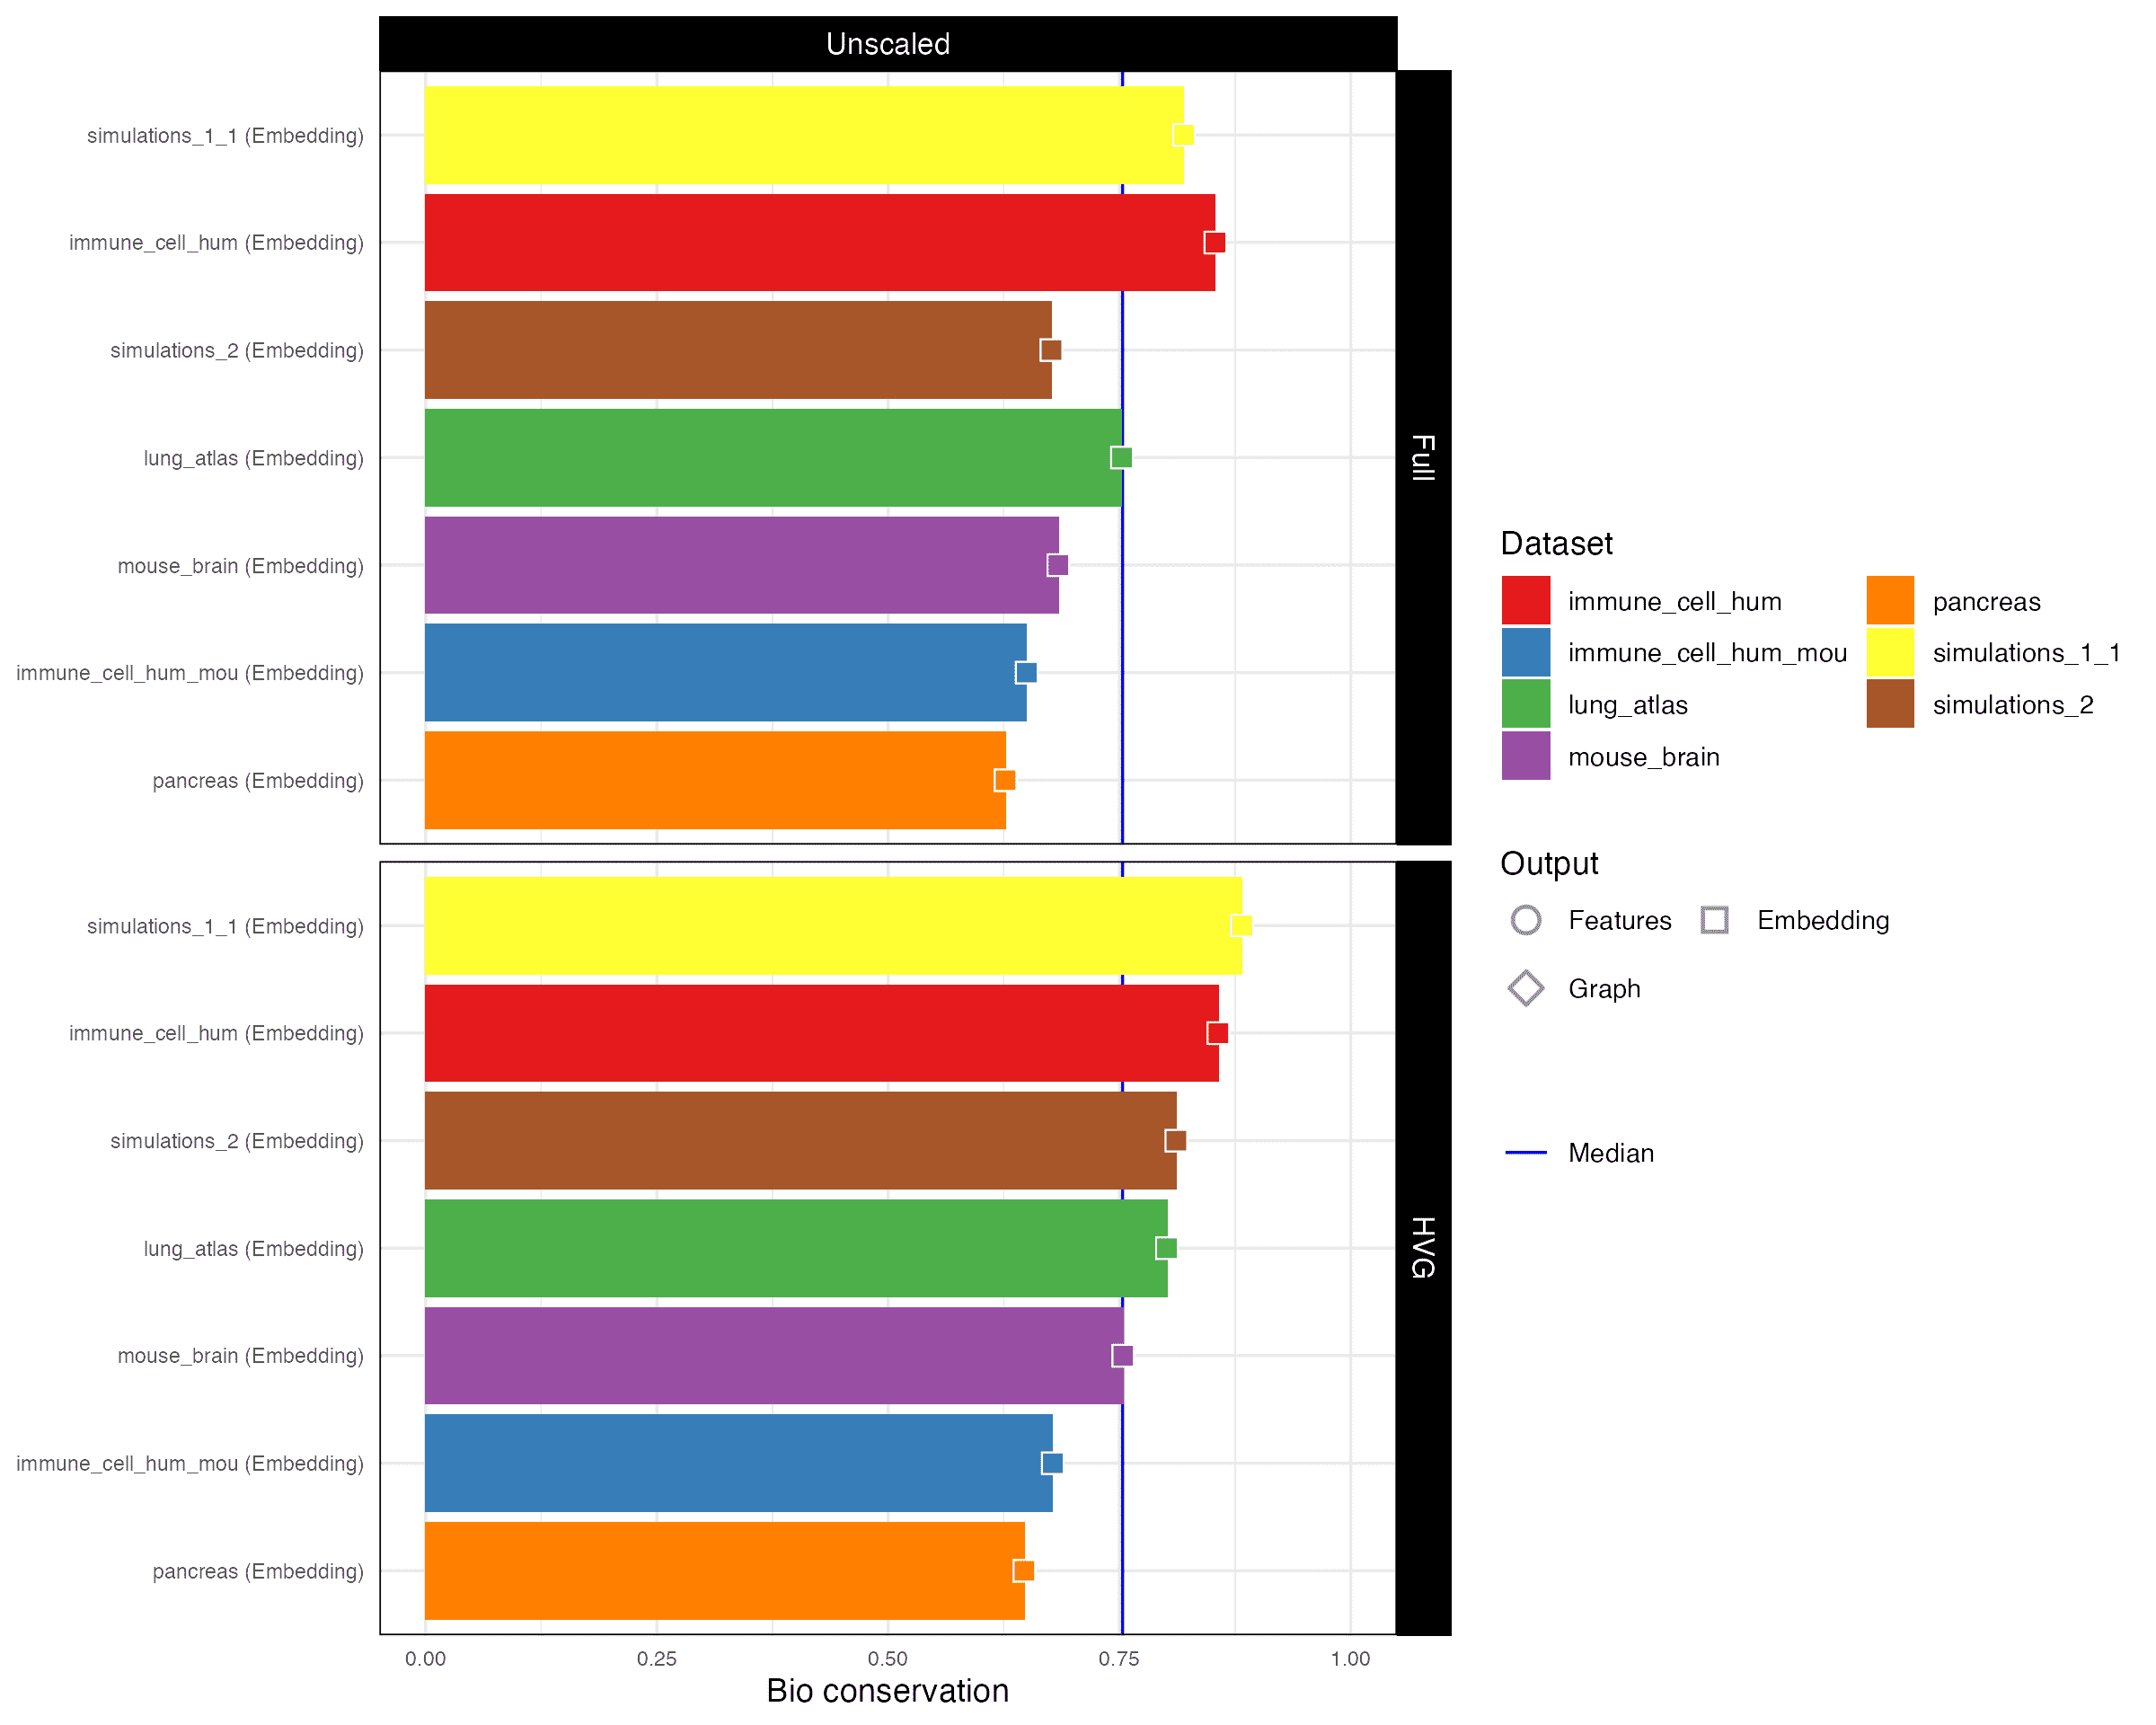 Unscaled
simulations_1_1 (Embedding)
immune_cell_hum (Embedding)
simulations_2 (Embedding)
lung_atlas (Embedding)
mouse_brain (Embedding)
immune_cell_hum_mou (Embedding)
pancreas (Embedding)
Full
simulations_1_1 (Embedding)
immune_cell_hum (Embedding)
simulations_2 (Embedding)
lung_atlas (Embedding)
mouse_brain (Embedding)
immune_cell_hum_mou (Embedding)
pancreas (Embedding)
HVG
0.00 0.25 0.50 0.75 1.00
Bio conservation
Dataset
immune_cell_hum pancreas
immune_cell_hum_mou simulations_1_1
lung_atlas simulations_2
mouse_brain
Output
Features Embedding
Graph
Median